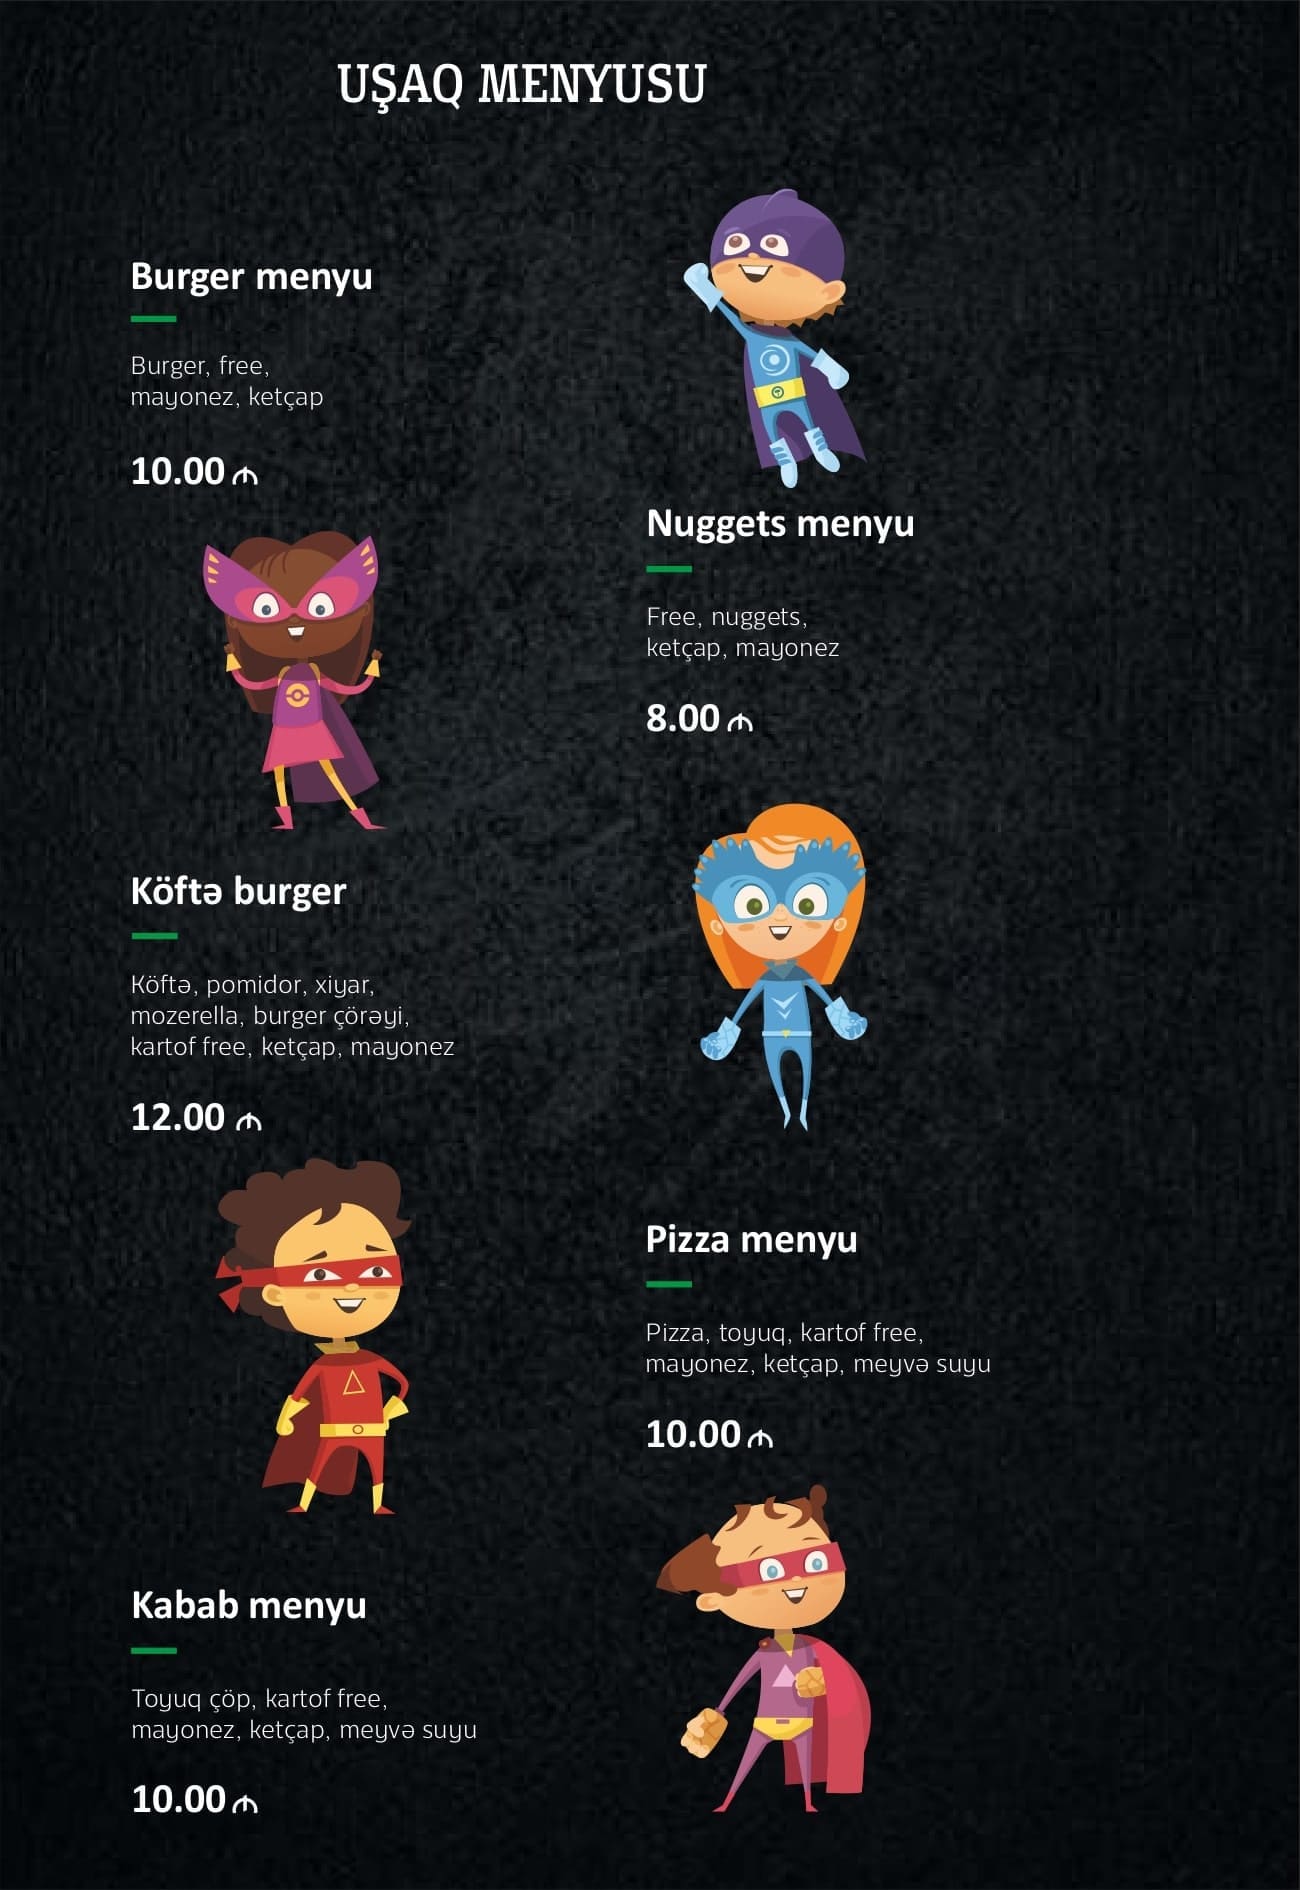 UŞAQ MENYUSU
Burger menyu
Burger, free,
mayonez, ketçap
10.00 ₼
Nuggets menyu
Free, nuggets,
ketçap, mayonez
8.00 ₼
Köftə burger
Köftə, pomidor, xiyar,
mozerella, burger çörəyi,
kartof free, ketçap, mayonez
12.00 ₼
Pizza menyu
Pizza, toyuq, kartof free,
mayonez, ketçap, meyvə suyu
10.00 ₼
Kabab menyu
Toyuq çöp, kartof free,
mayonez, ketçap, meyvə suyu
10.00 ₼